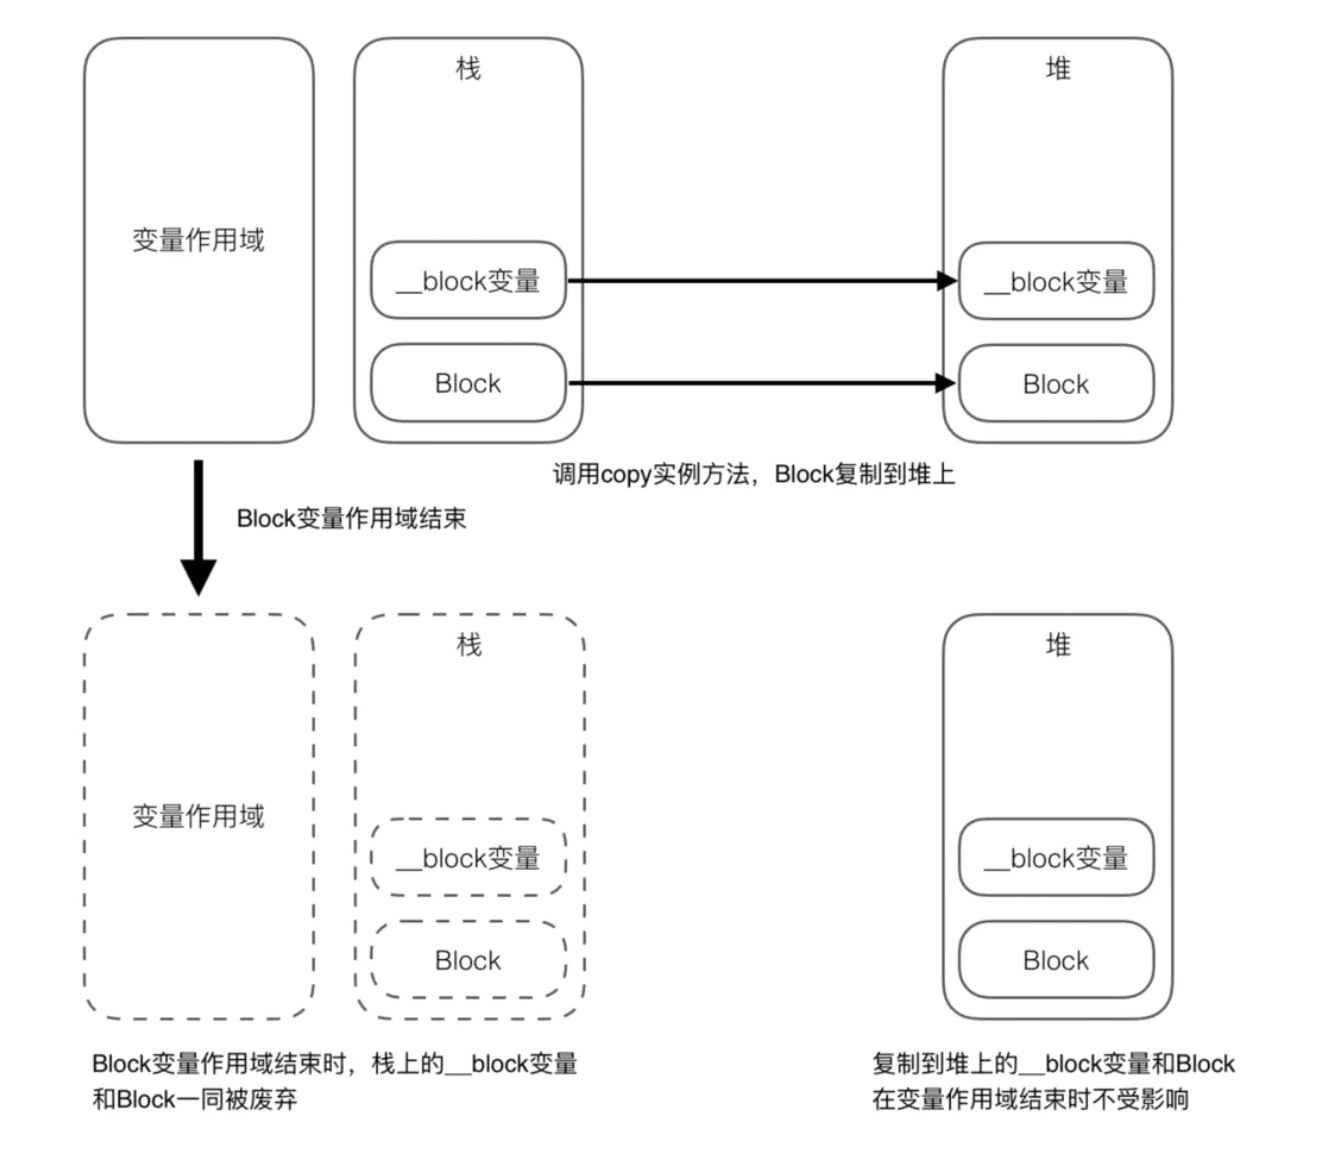 栈
堆
变量作用域
__block变量
__block变量
Block
Block
调用copy实例方法，Block复制到堆上
Block变量作用域结束
栈
堆
变量作用域
__block变量
__block变量
Block
Block
Block变量作用域结束时，栈上的__block变量
和Block一同被废弃
复制到堆上的__block变量和Block
在变量作用域结束时不受影响